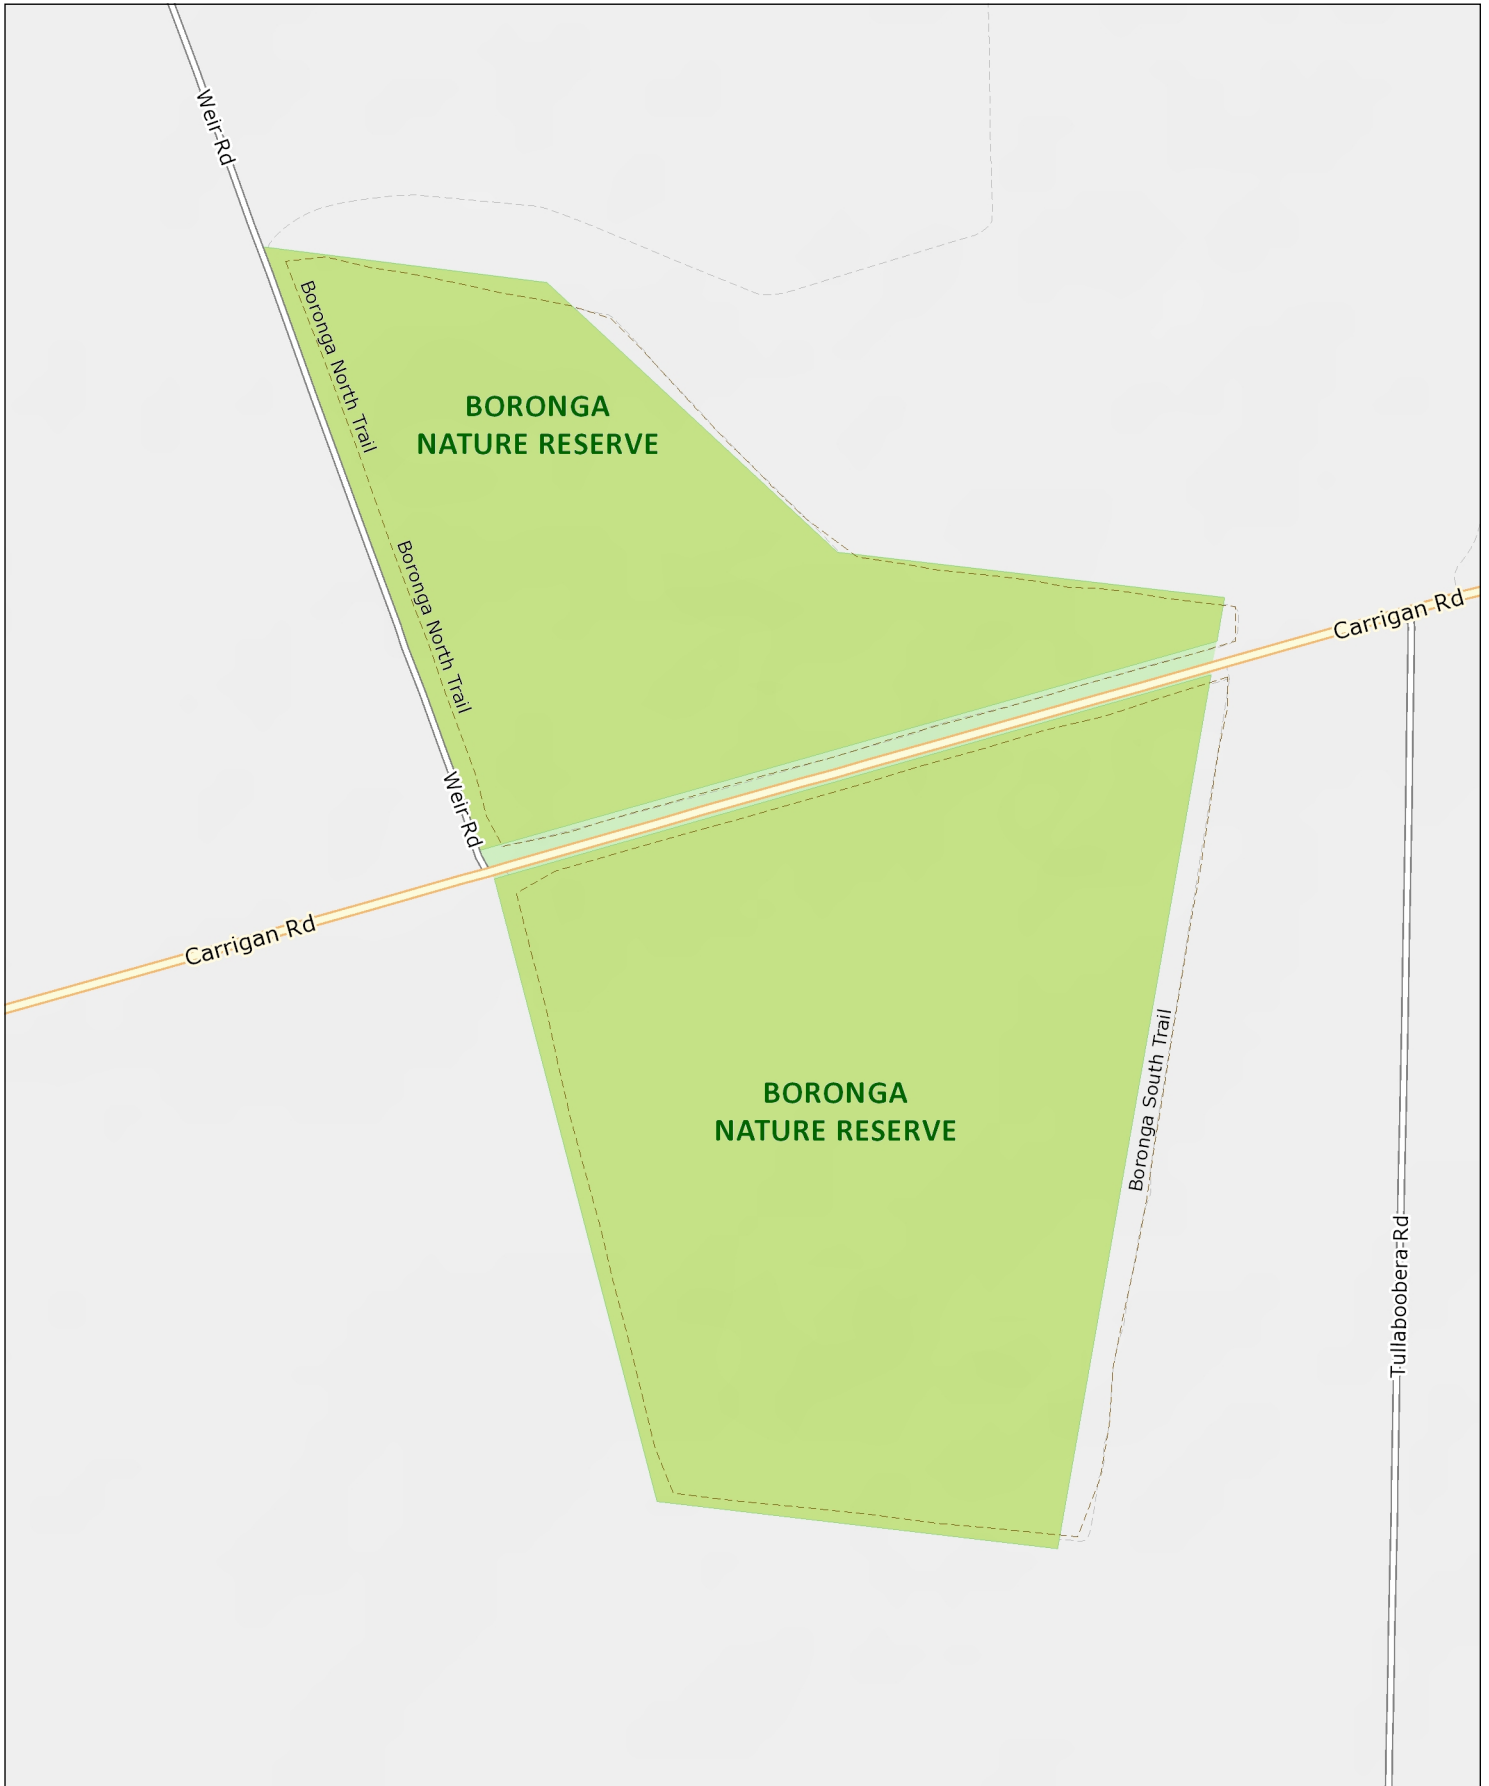 Weir-Rd
Boronga North Trail
BORONGA
NATURE RESERVE
Boronga North Trail
Carrigan Rd
Weir-Rd
Carrigan Rd
BORONGA
NATURE RESERVE
Boronga South Trail
Tullaboobera-Rd